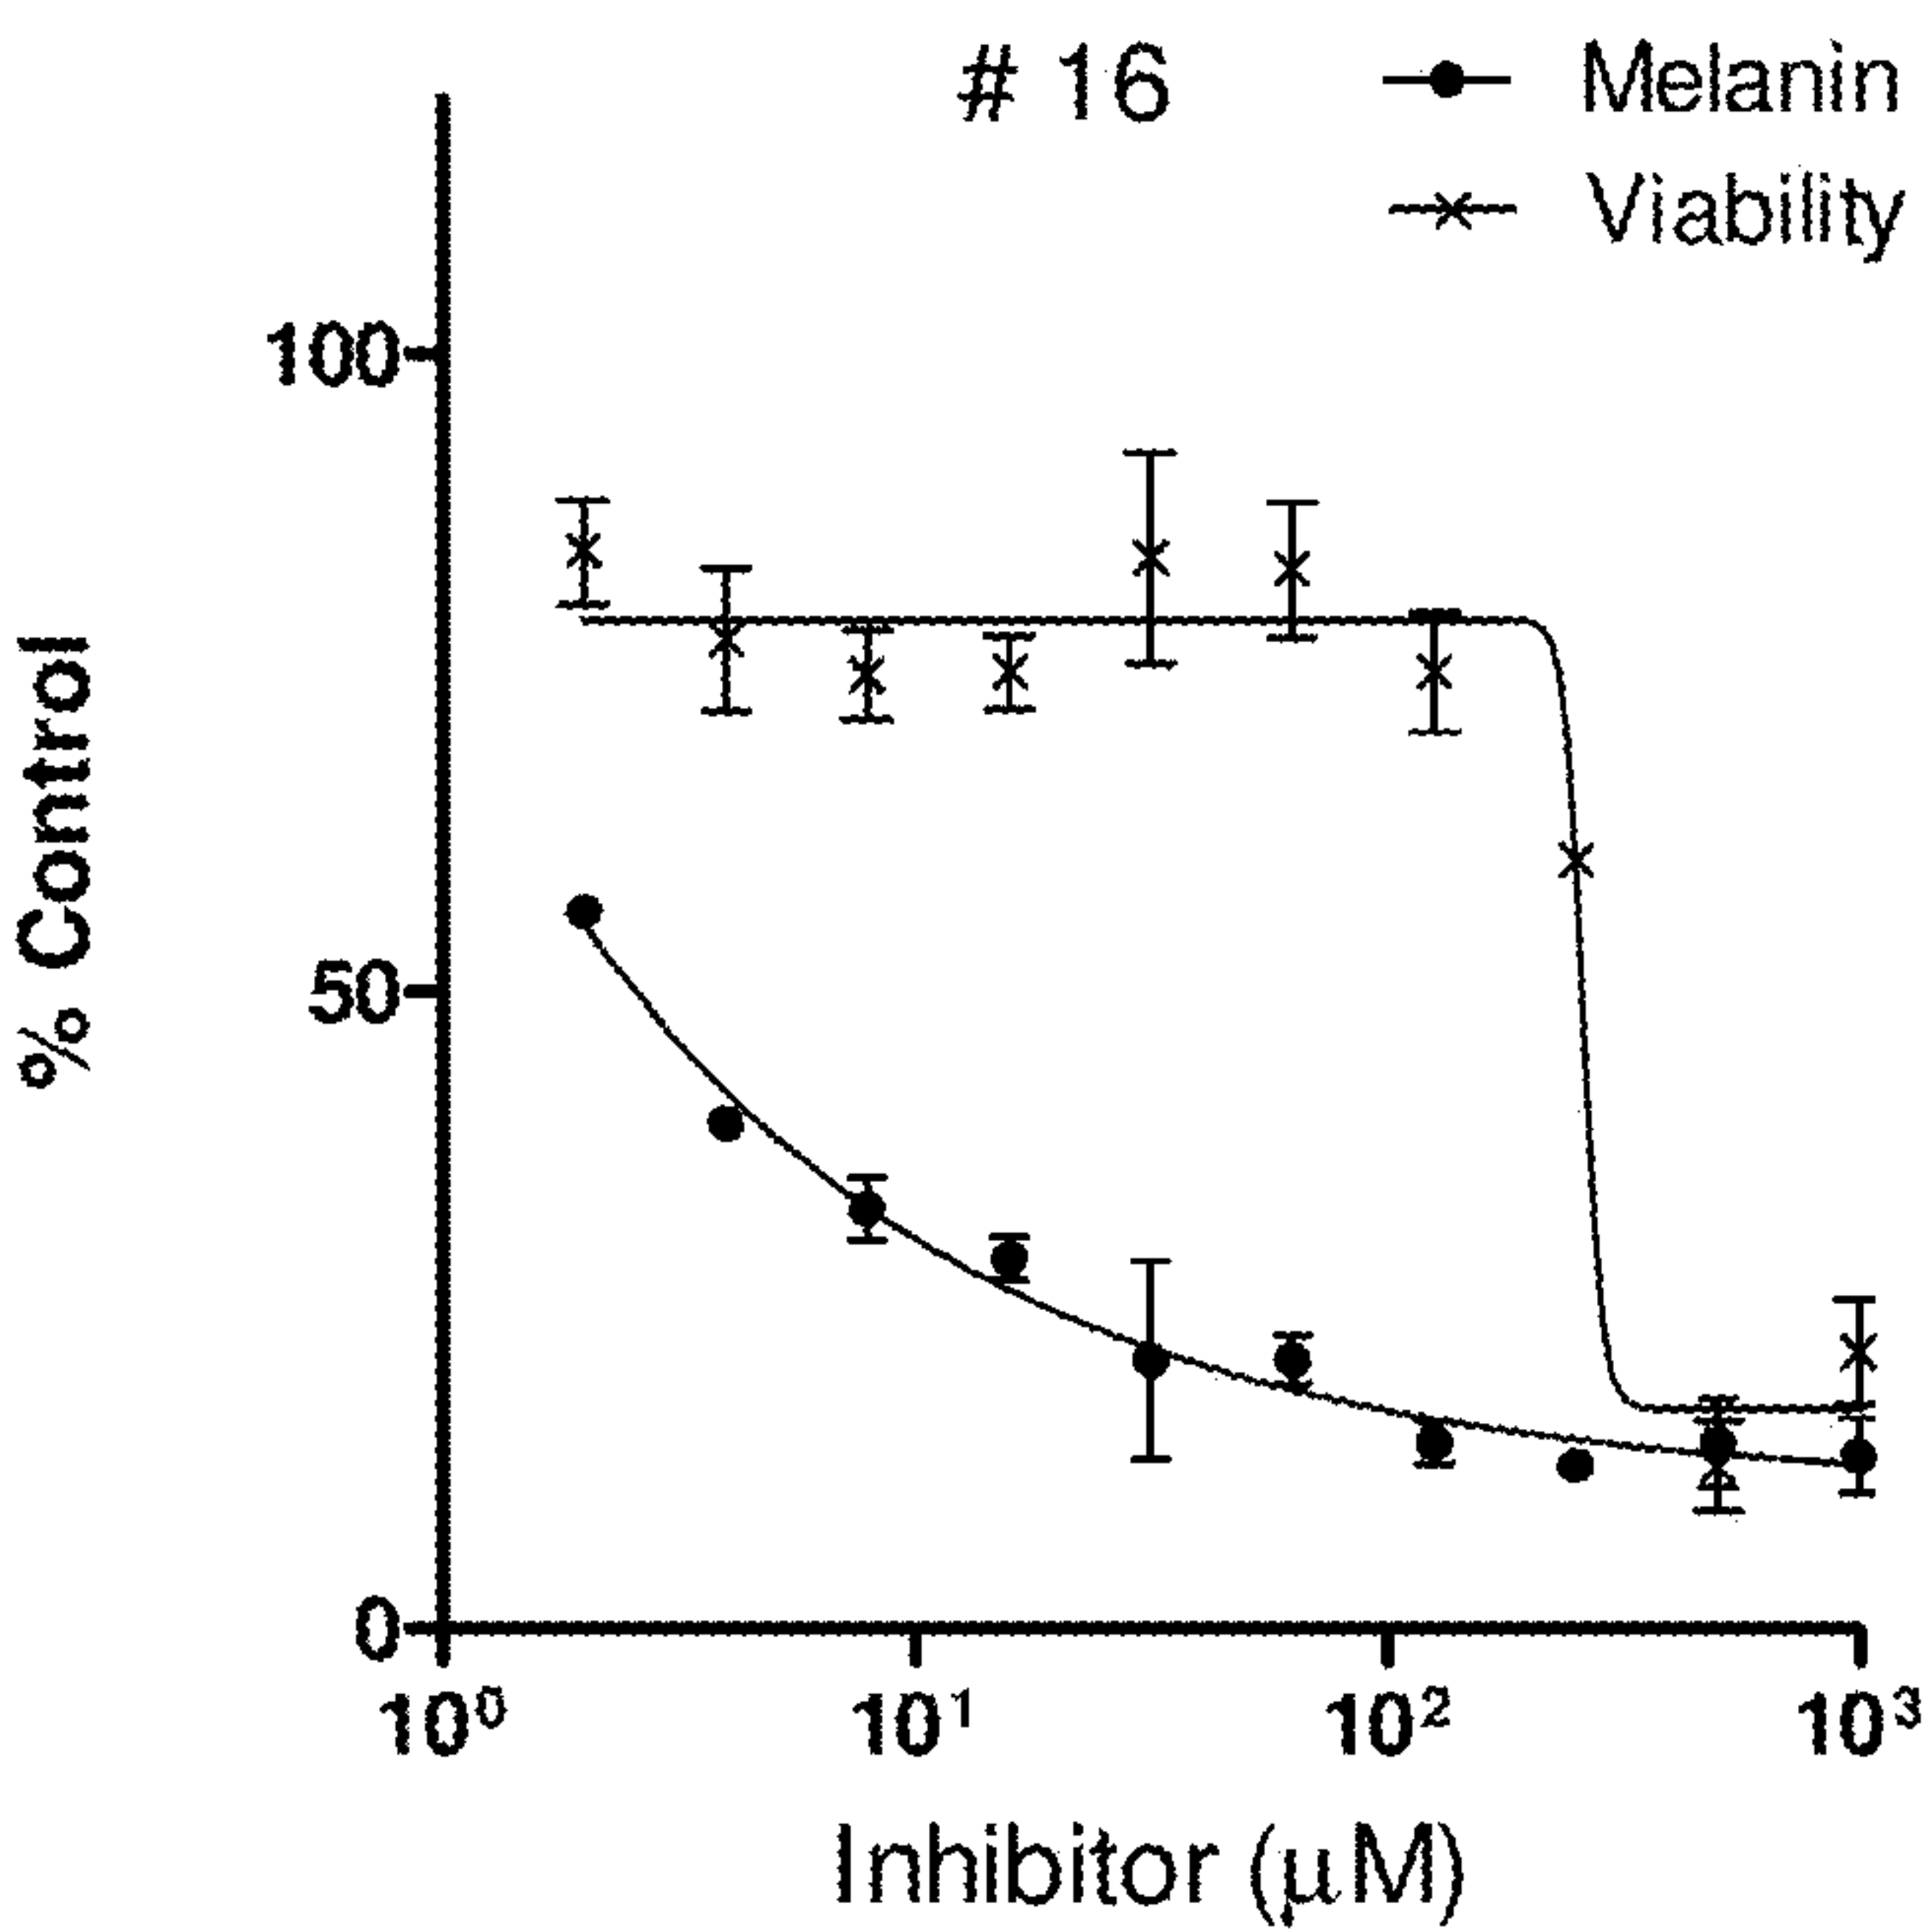 # 16
Melanin
Viability
% Control
100
50
0
10⁰
10¹
10²
10³
Inhibitor (μM)